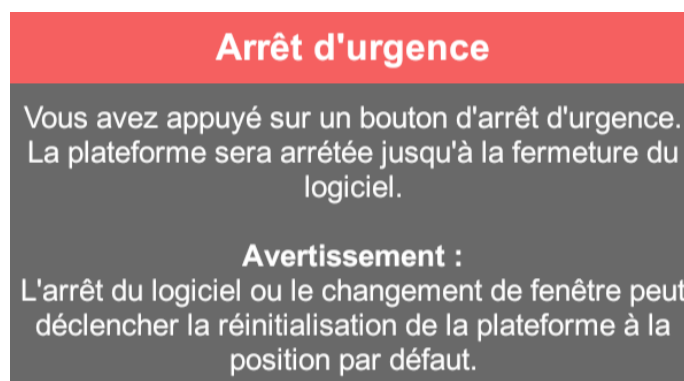 Arrêt d'urgence
Vous avez appuyé sur un bouton d'arrêt d'urgence.
La plateforme sera arrétée jusqu'à la fermeture du
logiciel.
Avertissement :
L'arrêt du logiciel ou le changement de fenêtre peut
déclencher la réinitialisation de la plateforme à la
position par défaut.